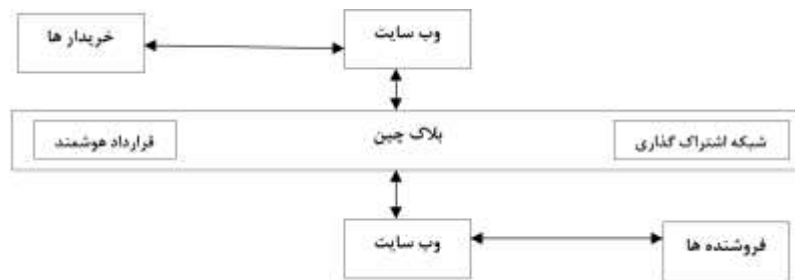 وب سایت
خریدار ها
شبکه اشتراک گذاری
بلاک چین
قرارداد هوشمند
وب سایت
فروشنده ها